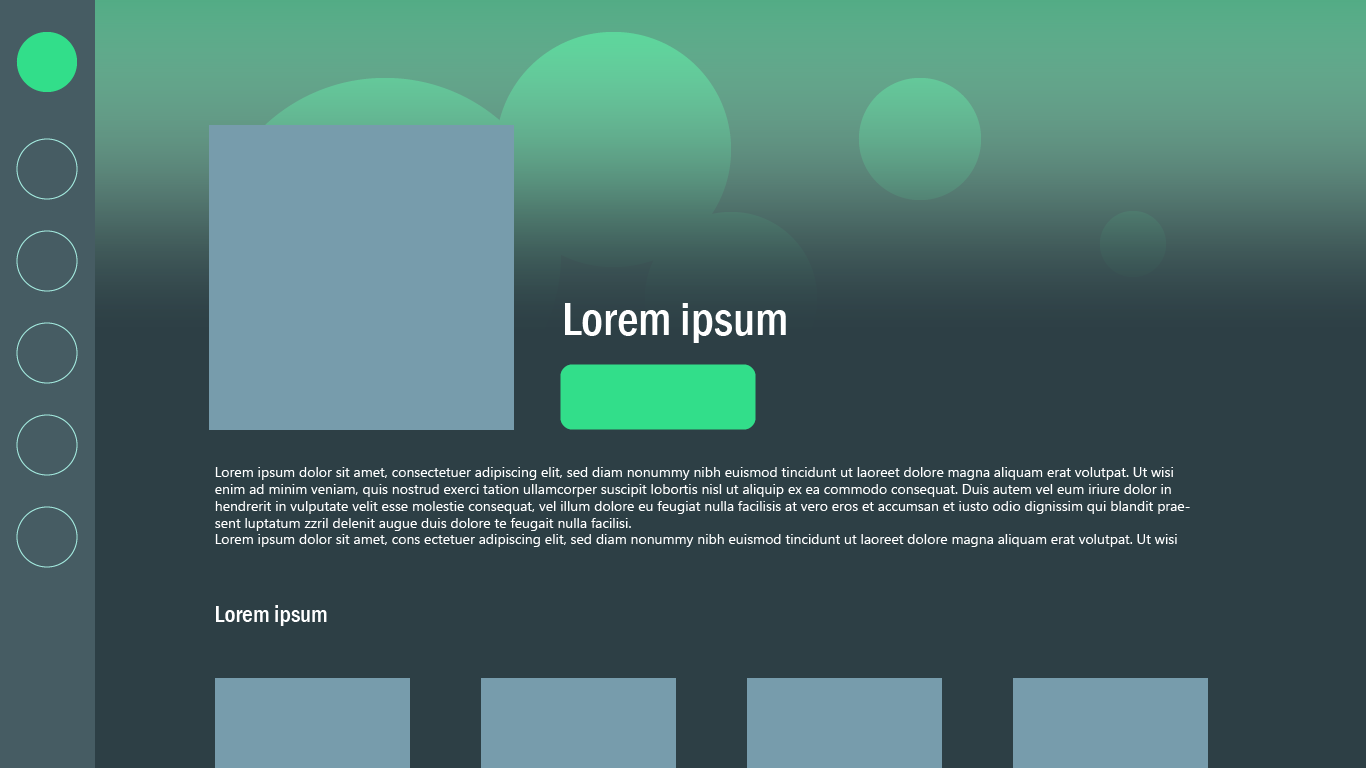 Lorem ipsum
Lorem ipsum dolor sit amet, consectetuer adipiscing elit, sed diam nonummy nibh euismod tincidunt ut laoreet dolore magna aliquam erat volutpat. Ut wisi
enim ad minim veniam, quis nostrud exerci tation ullamcorper suscipit lobortis nisl ut aliquip ex ea commodo consequat. Duis autem vel eum iriure dolor in
hendrerit in vulputate velit esse molestie consequat, vel illum dolore eu feugiat nulla facilisis at vero eros et accumsan et iusto odio dignissim qui blandit prae-
sent luptatum zzril delenit augue duis dolore te feugait nulla facilisi.
Lorem ipsum dolor sit amet, cons ectetuer adipiscing elit, sed diam nonummy nibh euismod tincidunt ut laoreet dolore magna aliquam erat volutpat. Ut wisi
Lorem ipsum